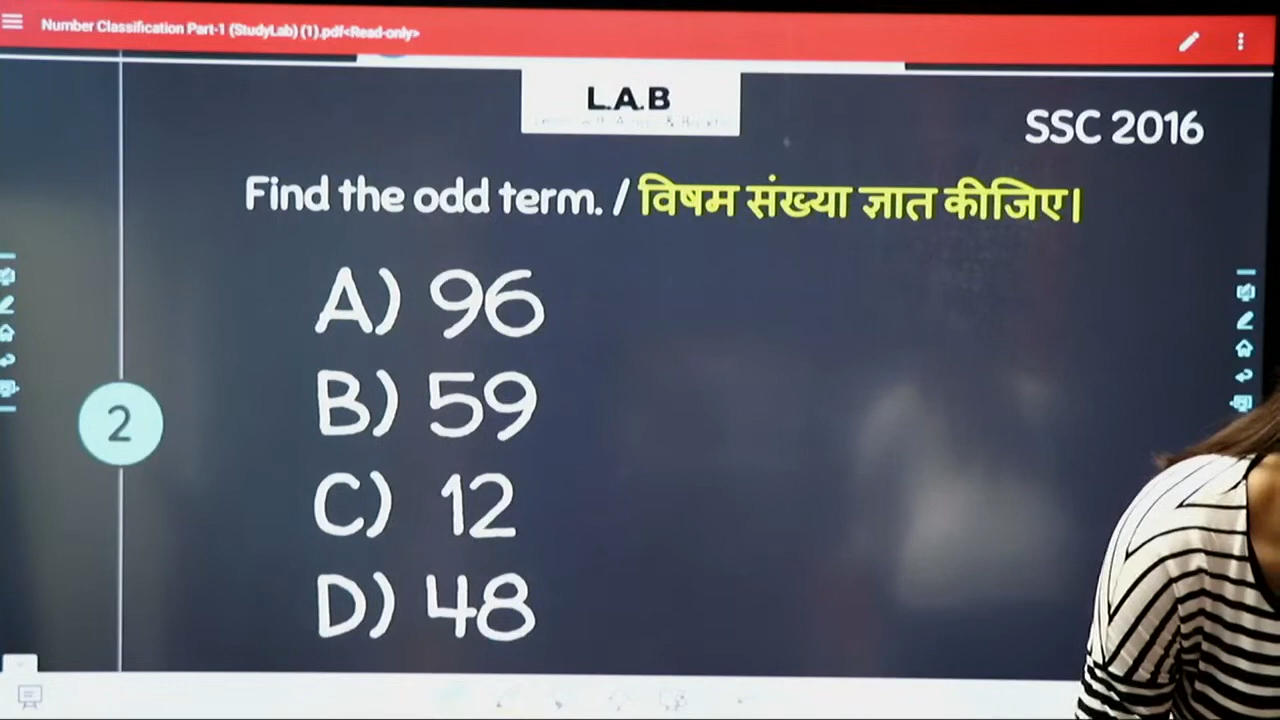 Number Classification Part-1 (StudyLab) (1).pdf<Read-only>
L.A.B
SSC 2016
Find the odd term. / विषम संख्या ज्ञात कीजिए।
A) 96
B) 59
C) 12
D) 48
2